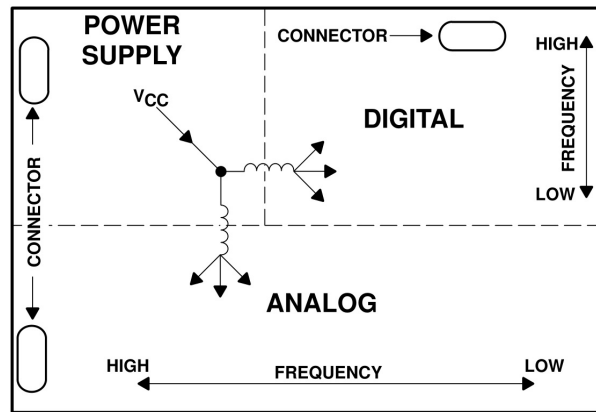 POWER
SUPPLY
CONNECTOR
HIGH
VCC
DIGITAL
FREQUENCY
LOW
CONNECTOR
ANALOG
HIGH
FREQUENCY
LOW